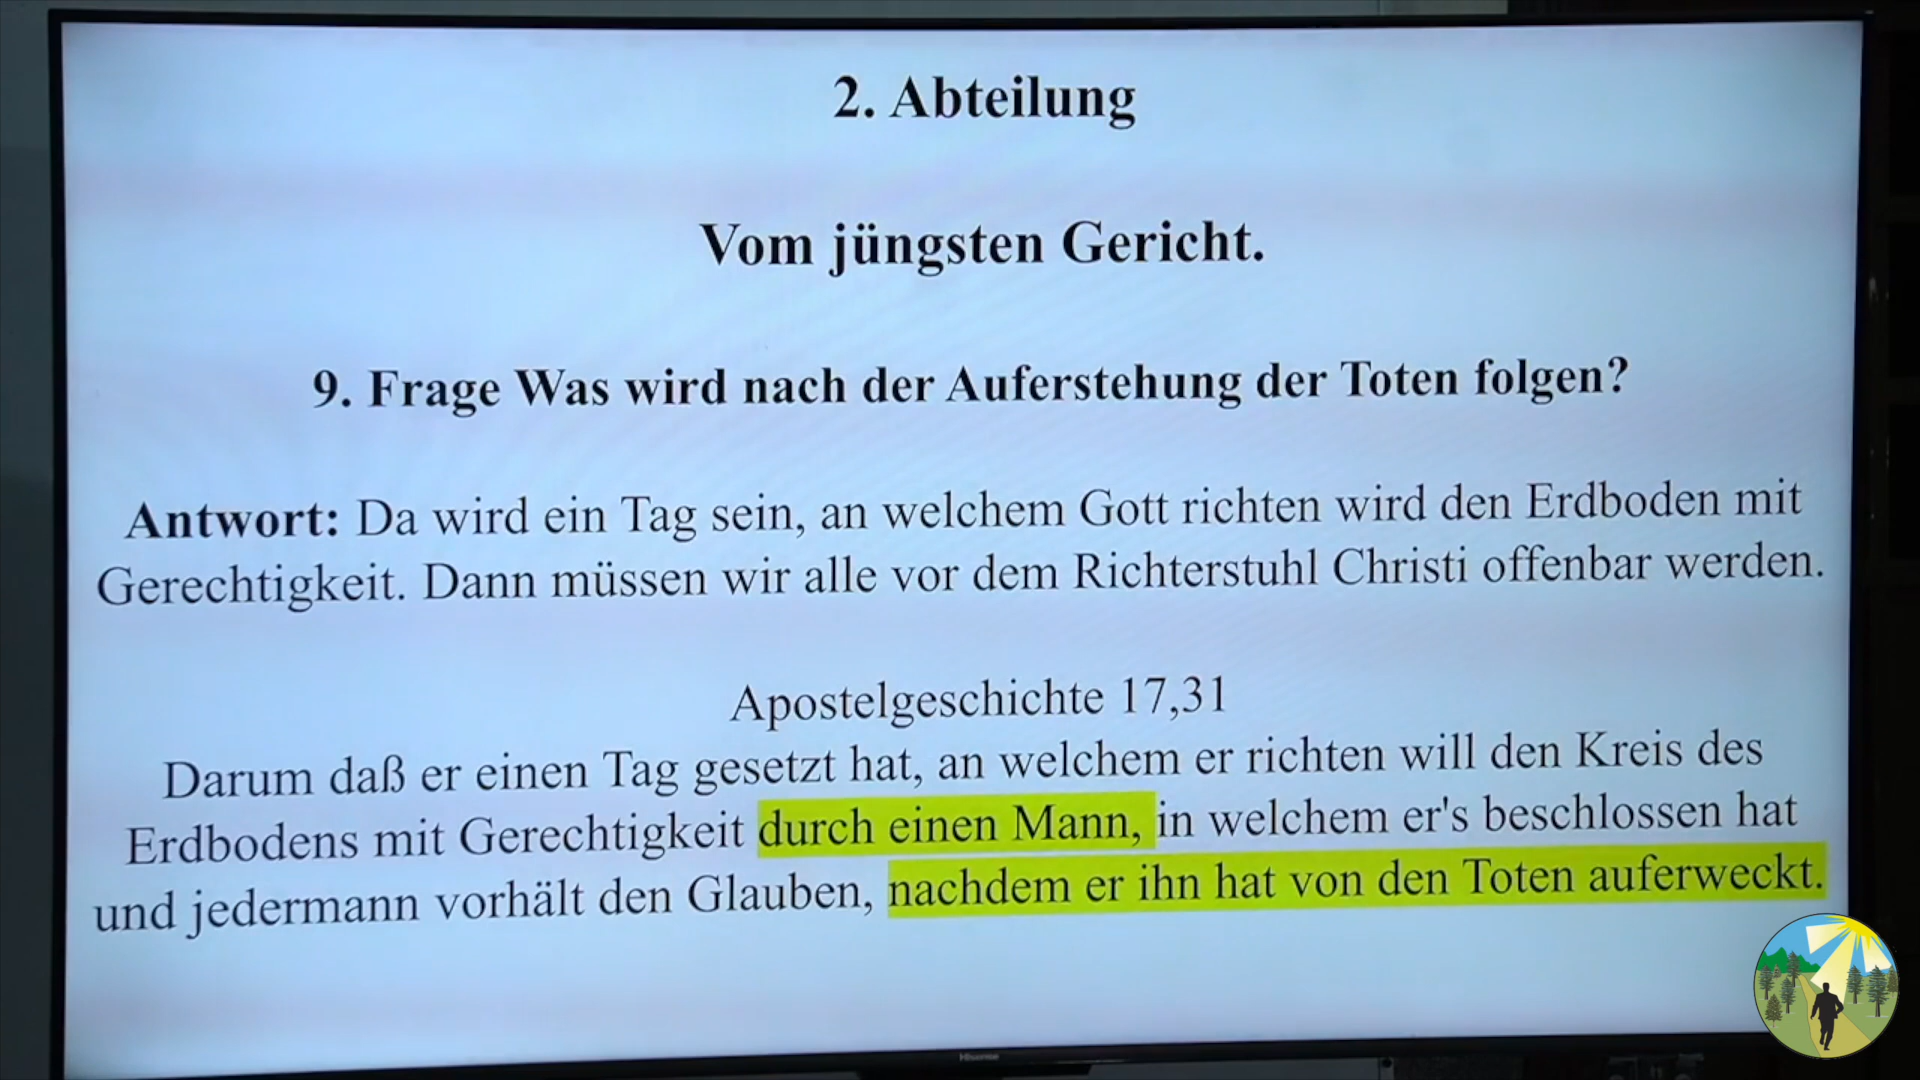 2. Abteilung
Vom jüngsten Gericht.
9. Frage Was wird nach der Auferstehung der Toten folgen?
Antwort: Da wird ein Tag sein, an welchem Gott richten wird den Erdboden mit
Gerechtigkeit. Dann müssen wir alle vor dem Richterstuhl Christi offenbar werden.
Apostelgeschichte 17,31
Darum daß er einen Tag gesetzt hat, an welchem er richten will den Kreis des
Erdbodens mit Gerechtigkeit durch einen Mann, in welchem er's beschlossen hat
und jedermann vorhält den Glauben, nachdem er ihn hat von den Toten auferweckt.
Hisense